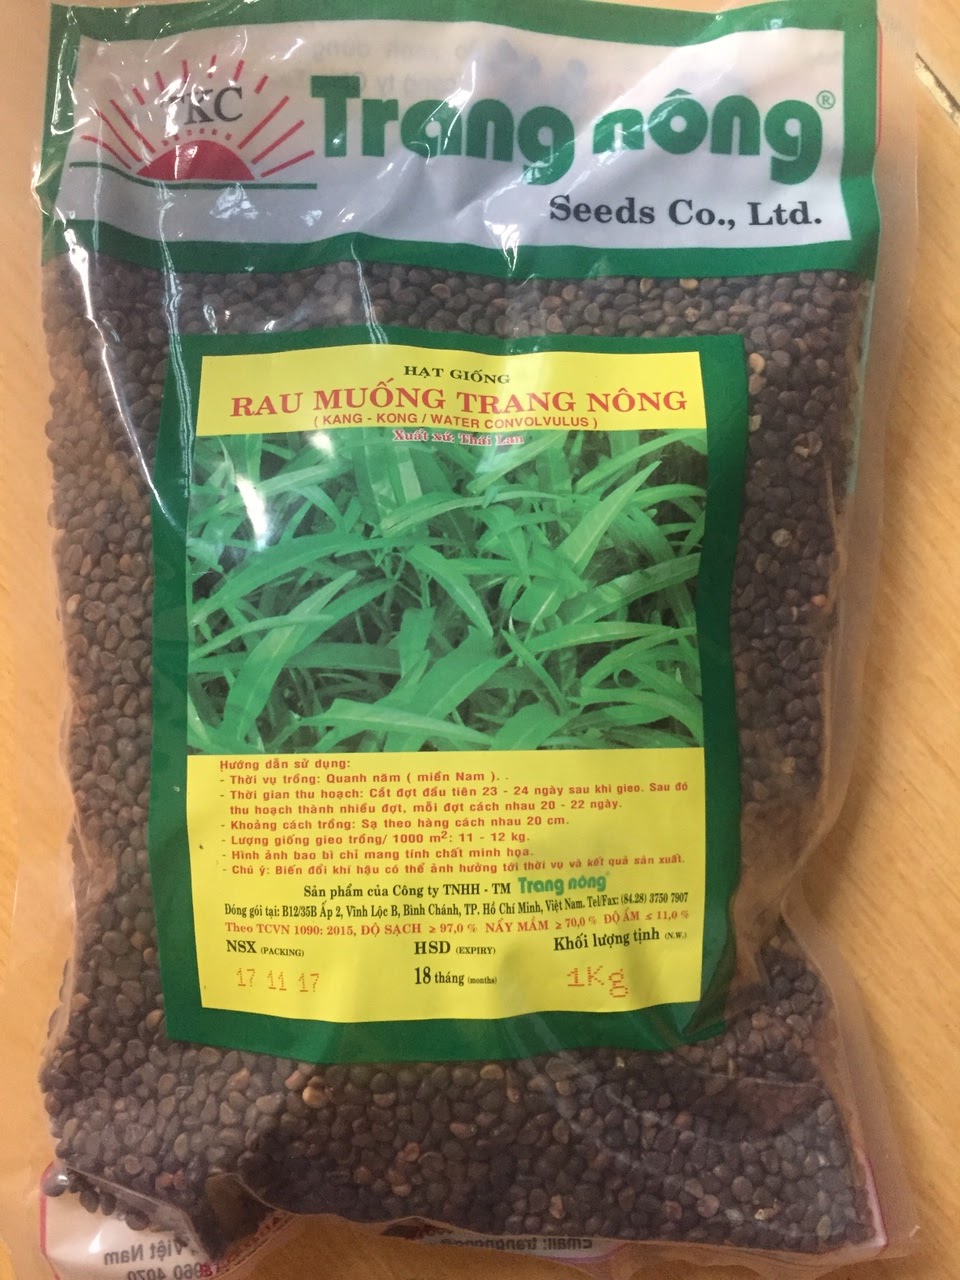 TKC
Trang nông®
Seeds Co., Ltd.
HẠT GIỐNG
RAU MUỐNG TRANG NÔNG
( KANG - KONG / WATER CONVOLVULUS )
Xuất xứ: Thái Lan
Hướng dẫn sử dụng:
- Thời vụ trồng: Quanh năm ( miền Nam ). .
- Thời gian thu hoạch: Cắt đợt đầu tiên 23 - 24 ngày sau khi gieo. Sau đó
thu hoạch thành nhiều đợt, mỗi đợt cách nhau 20 - 22 ngày.
- Khoảng cách trồng: Sạ theo hàng cách nhau 20 cm.
- Lượng giống gieo trồng/ 1000 m²: 11 - 12 kg.
- Hình ảnh bao bì chỉ mang tính chất minh họa.
- Chú ý: Biến đổi khí hậu có thể ảnh hưởng tới thời vụ và kết quả sản xuất.
Sản phẩm của Công ty TNHH - TM Trang nông®
Đóng gói tại: B12/35B Ấp 2, Vĩnh Lộc B, Bình Chánh, TP. Hồ Chí Minh, Việt Nam. Tel/Fax: (84.28) 3750 7907
Theo TCVN 1090: 2015, ĐỘ SẠCH ≥ 97,0 % NẨY MẦM ≥ 70,0 % ĐỘ ẨM ≤ 11,0 %
NSX (PACKING) HSD (EXPIRY) Khối lượng tịnh (N.W.)
17 11 17 18 tháng (months) 1Kg
Việt Nam
960 4070
Email: